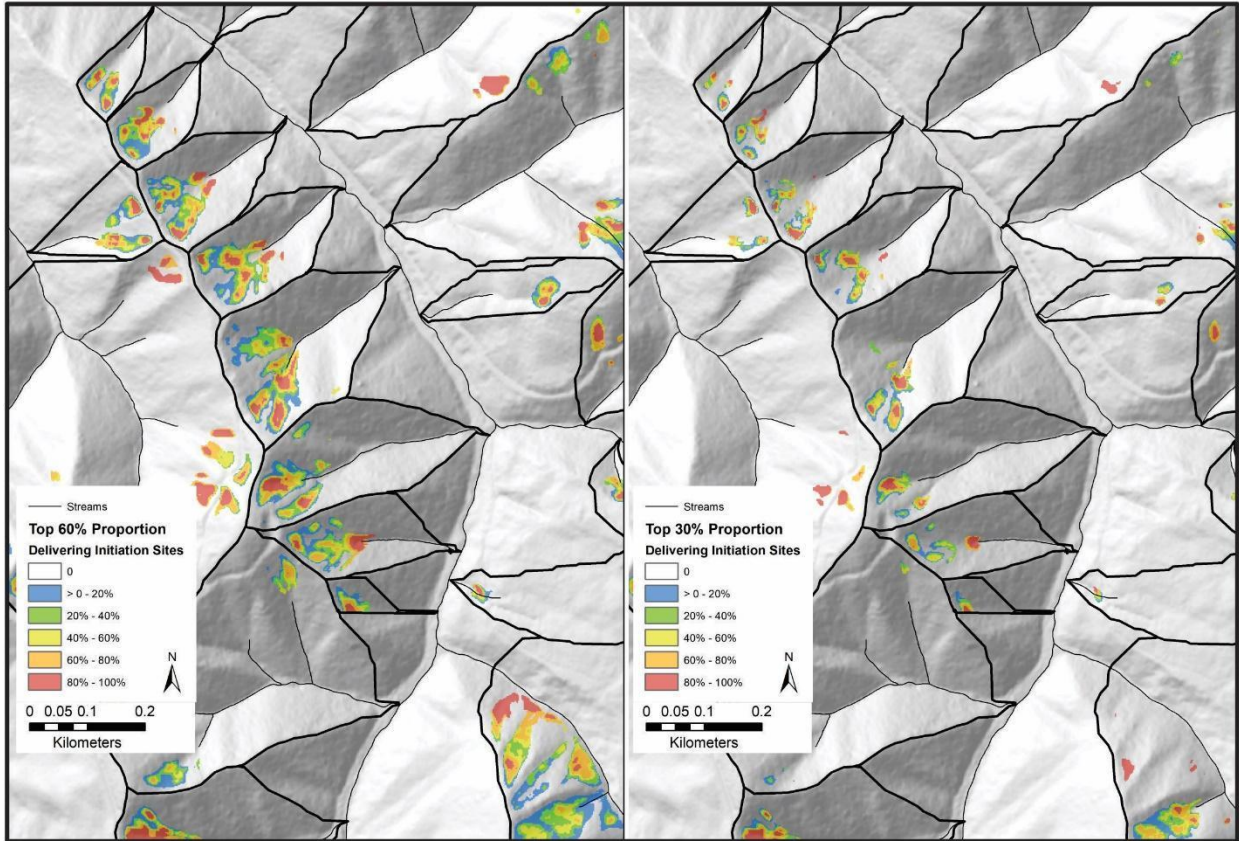 Streams
Top 60% Proportion
Delivering Initiation Sites
0
> 0 - 20%
20% - 40%
40% - 60%
60% - 80%
80% - 100%
N
0 0.05 0.1 0.2
Kilometers
Streams
Top 30% Proportion
Delivering Initiation Sites
0
> 0 - 20%
20% - 40%
40% - 60%
60% - 80%
80% - 100%
N
0 0.05 0.1 0.2
Kilometers